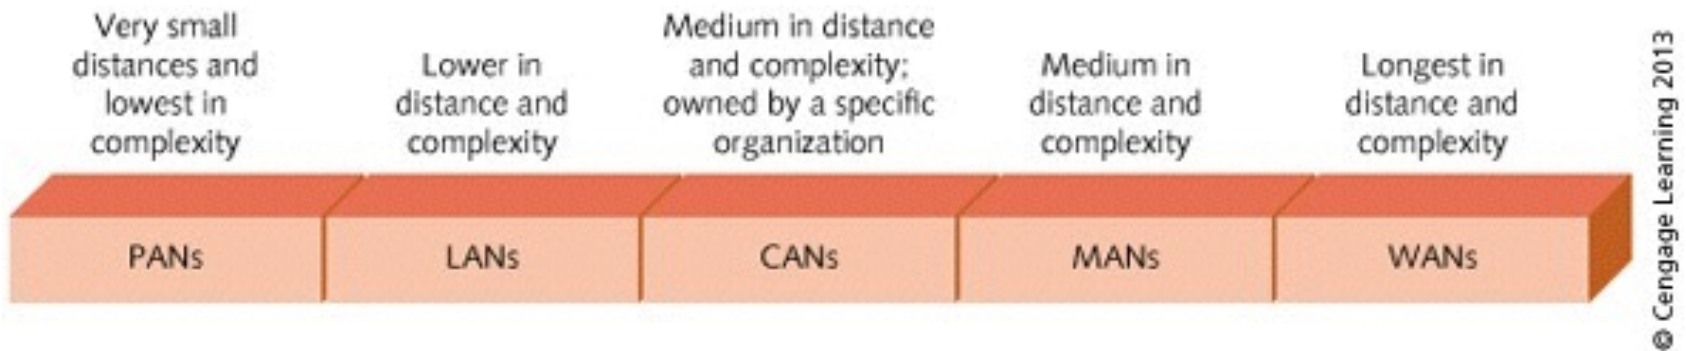 Very small
distances and
lowest in
complexity
Lower in
distance and
complexity
Medium in distance
and complexity;
owned by a specific
organization
Medium in
distance and
complexity
Longest in
distance and
complexity
PANs
LANs
CANs
MANs
WANs
© Cengage Learning 2013